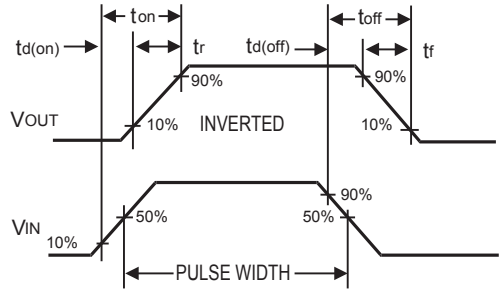 ton toff
td(on) tr td(off) tf
90% 90%
VOUT 10% INVERTED 10%
90%
50% 50%
VIN
10%
PULSE WIDTH